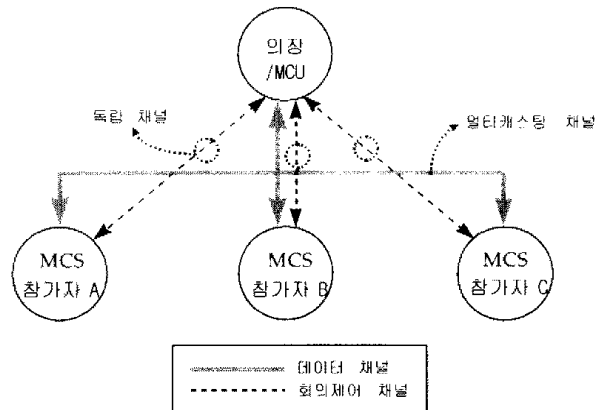 의장
/MCU
독립 채널
멀티캐스팅 채널
MCS
참가자 A
MCS
참가자 B
MCS
참가자 C
데이터 채널
회의제어 채널